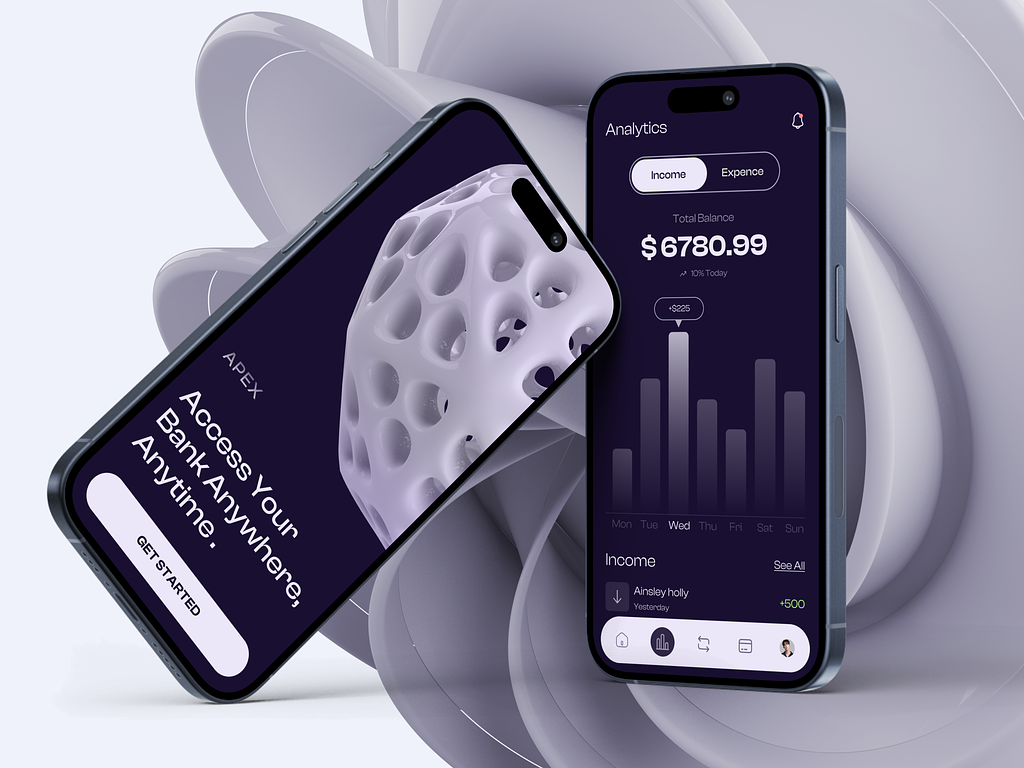 APEX
Access Your
Bank Anywhere,
Anytime.
GET STARTED
Analytics
Income
Expence
Total Balance
$6780.99
10% Today
+$225
Mon Tue Wed Thu Fri Sat Sun
Income
See All
Ainsley holly
Yesterday
+500